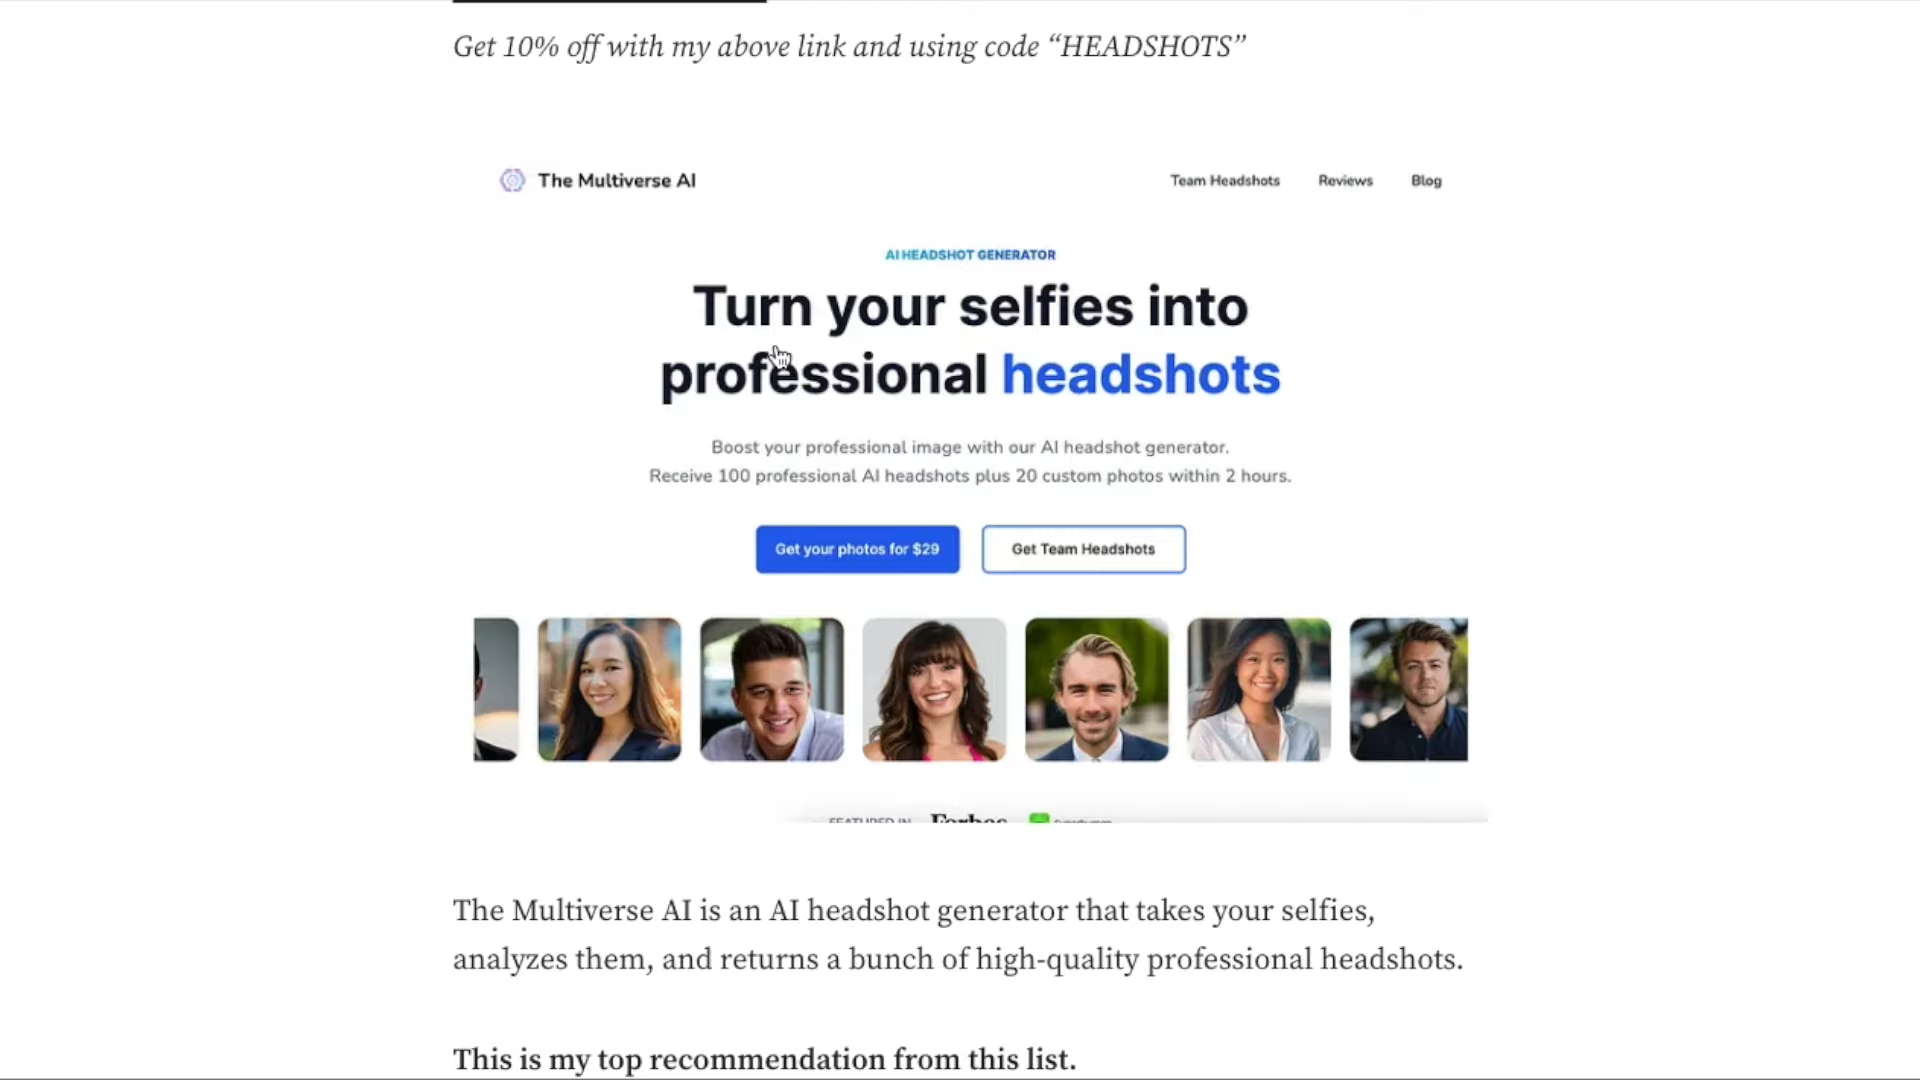 Get 10% off with my above link and using code “HEADSHOTS”
The Multiverse AI
Team Headshots Reviews Blog
AI HEADSHOT GENERATOR
Turn your selfies into
professional headshots
Boost your professional image with our AI headshot generator.
Receive 100 professional AI headshots plus 20 custom photos within 2 hours.
Get your photos for $29 Get Team Headshots
FEATURED IN Forbes
The Multiverse AI is an AI headshot generator that takes your selfies,
analyzes them, and returns a bunch of high-quality professional headshots.
This is my top recommendation from this list.